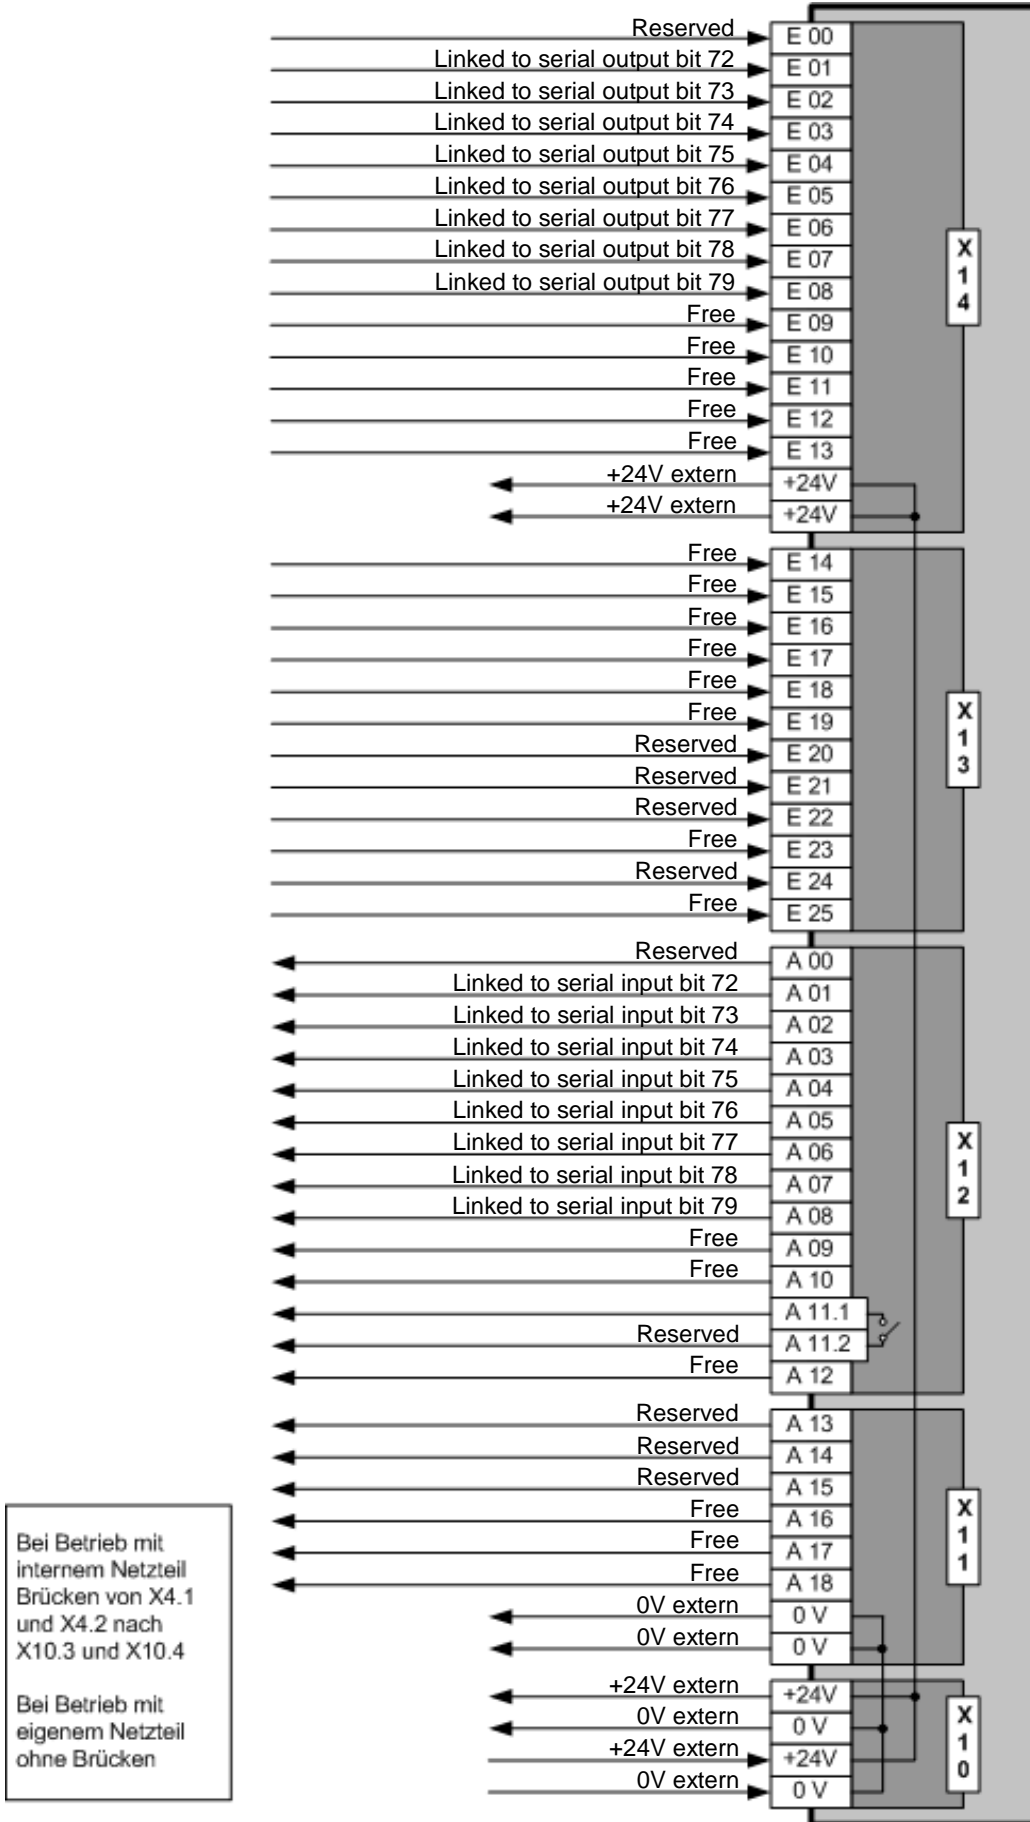 Reserved E 00
Linked to serial output bit 72 E 01
Linked to serial output bit 73 E 02
Linked to serial output bit 74 E 03
Linked to serial output bit 75 E 04
Linked to serial output bit 76 E 05
Linked to serial output bit 77 E 06
Linked to serial output bit 78 E 07
Linked to serial output bit 79 E 08
Free E 09
Free E 10
Free E 11
Free E 12
Free E 13
+24V extern +24V
+24V extern +24V
X14
Free E 14
Free E 15
Free E 16
Free E 17
Free E 18
Free E 19
Reserved E 20
Reserved E 21
Reserved E 22
Free E 23
Reserved E 24
Free E 25
X13
Reserved A 00
Linked to serial input bit 72 A 01
Linked to serial input bit 73 A 02
Linked to serial input bit 74 A 03
Linked to serial input bit 75 A 04
Linked to serial input bit 76 A 05
Linked to serial input bit 77 A 06
Linked to serial input bit 78 A 07
Linked to serial input bit 79 A 08
Free A 09
Free A 10
A 11.1
Reserved A 11.2
Free A 12
X12
Reserved A 13
Reserved A 14
Reserved A 15
Free A 16
Free A 17
Free A 18
0V extern 0 V
0V extern 0 V
X11
+24V extern +24V
0V extern 0 V
+24V extern +24V
0V extern 0 V
X10
Bei Betrieb mit
internem Netzteil
Brücken von X4.1
und X4.2 nach
X10.3 und X10.4
Bei Betrieb mit
eigenem Netzteil
ohne Brücken